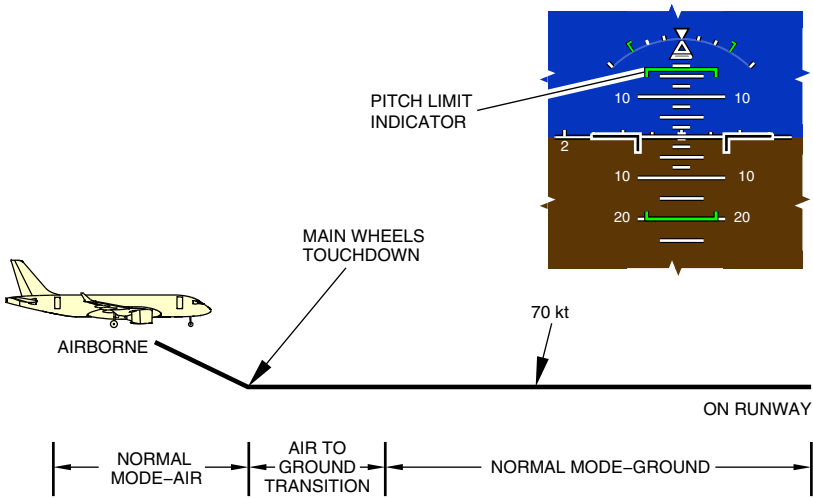 PITCH LIMIT
INDICATOR
10 10
2
10 10
20 20
MAIN WHEELS
TOUCHDOWN
70 kt
AIRBORNE
ON RUNWAY
NORMAL
MODE–AIR
AIR TO
GROUND
TRANSITION
NORMAL MODE–GROUND